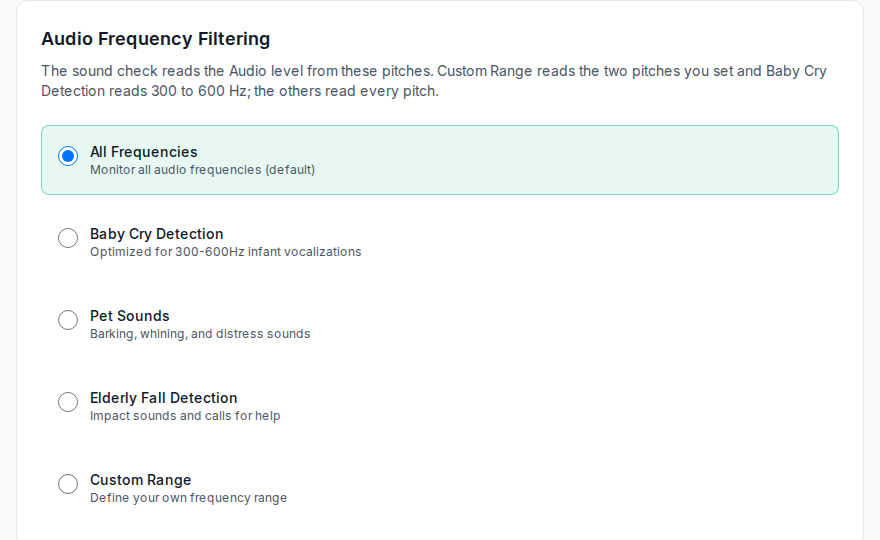 Audio Frequency Filtering
The sound check reads the Audio level from these pitches. Custom Range reads the two pitches you set and Baby Cry
Detection reads 300 to 600 Hz; the others read every pitch.
All Frequencies
Monitor all audio frequencies (default)
Baby Cry Detection
Optimized for 300-600Hz infant vocalizations
Pet Sounds
Barking, whining, and distress sounds
Elderly Fall Detection
Impact sounds and calls for help
Custom Range
Define your own frequency range